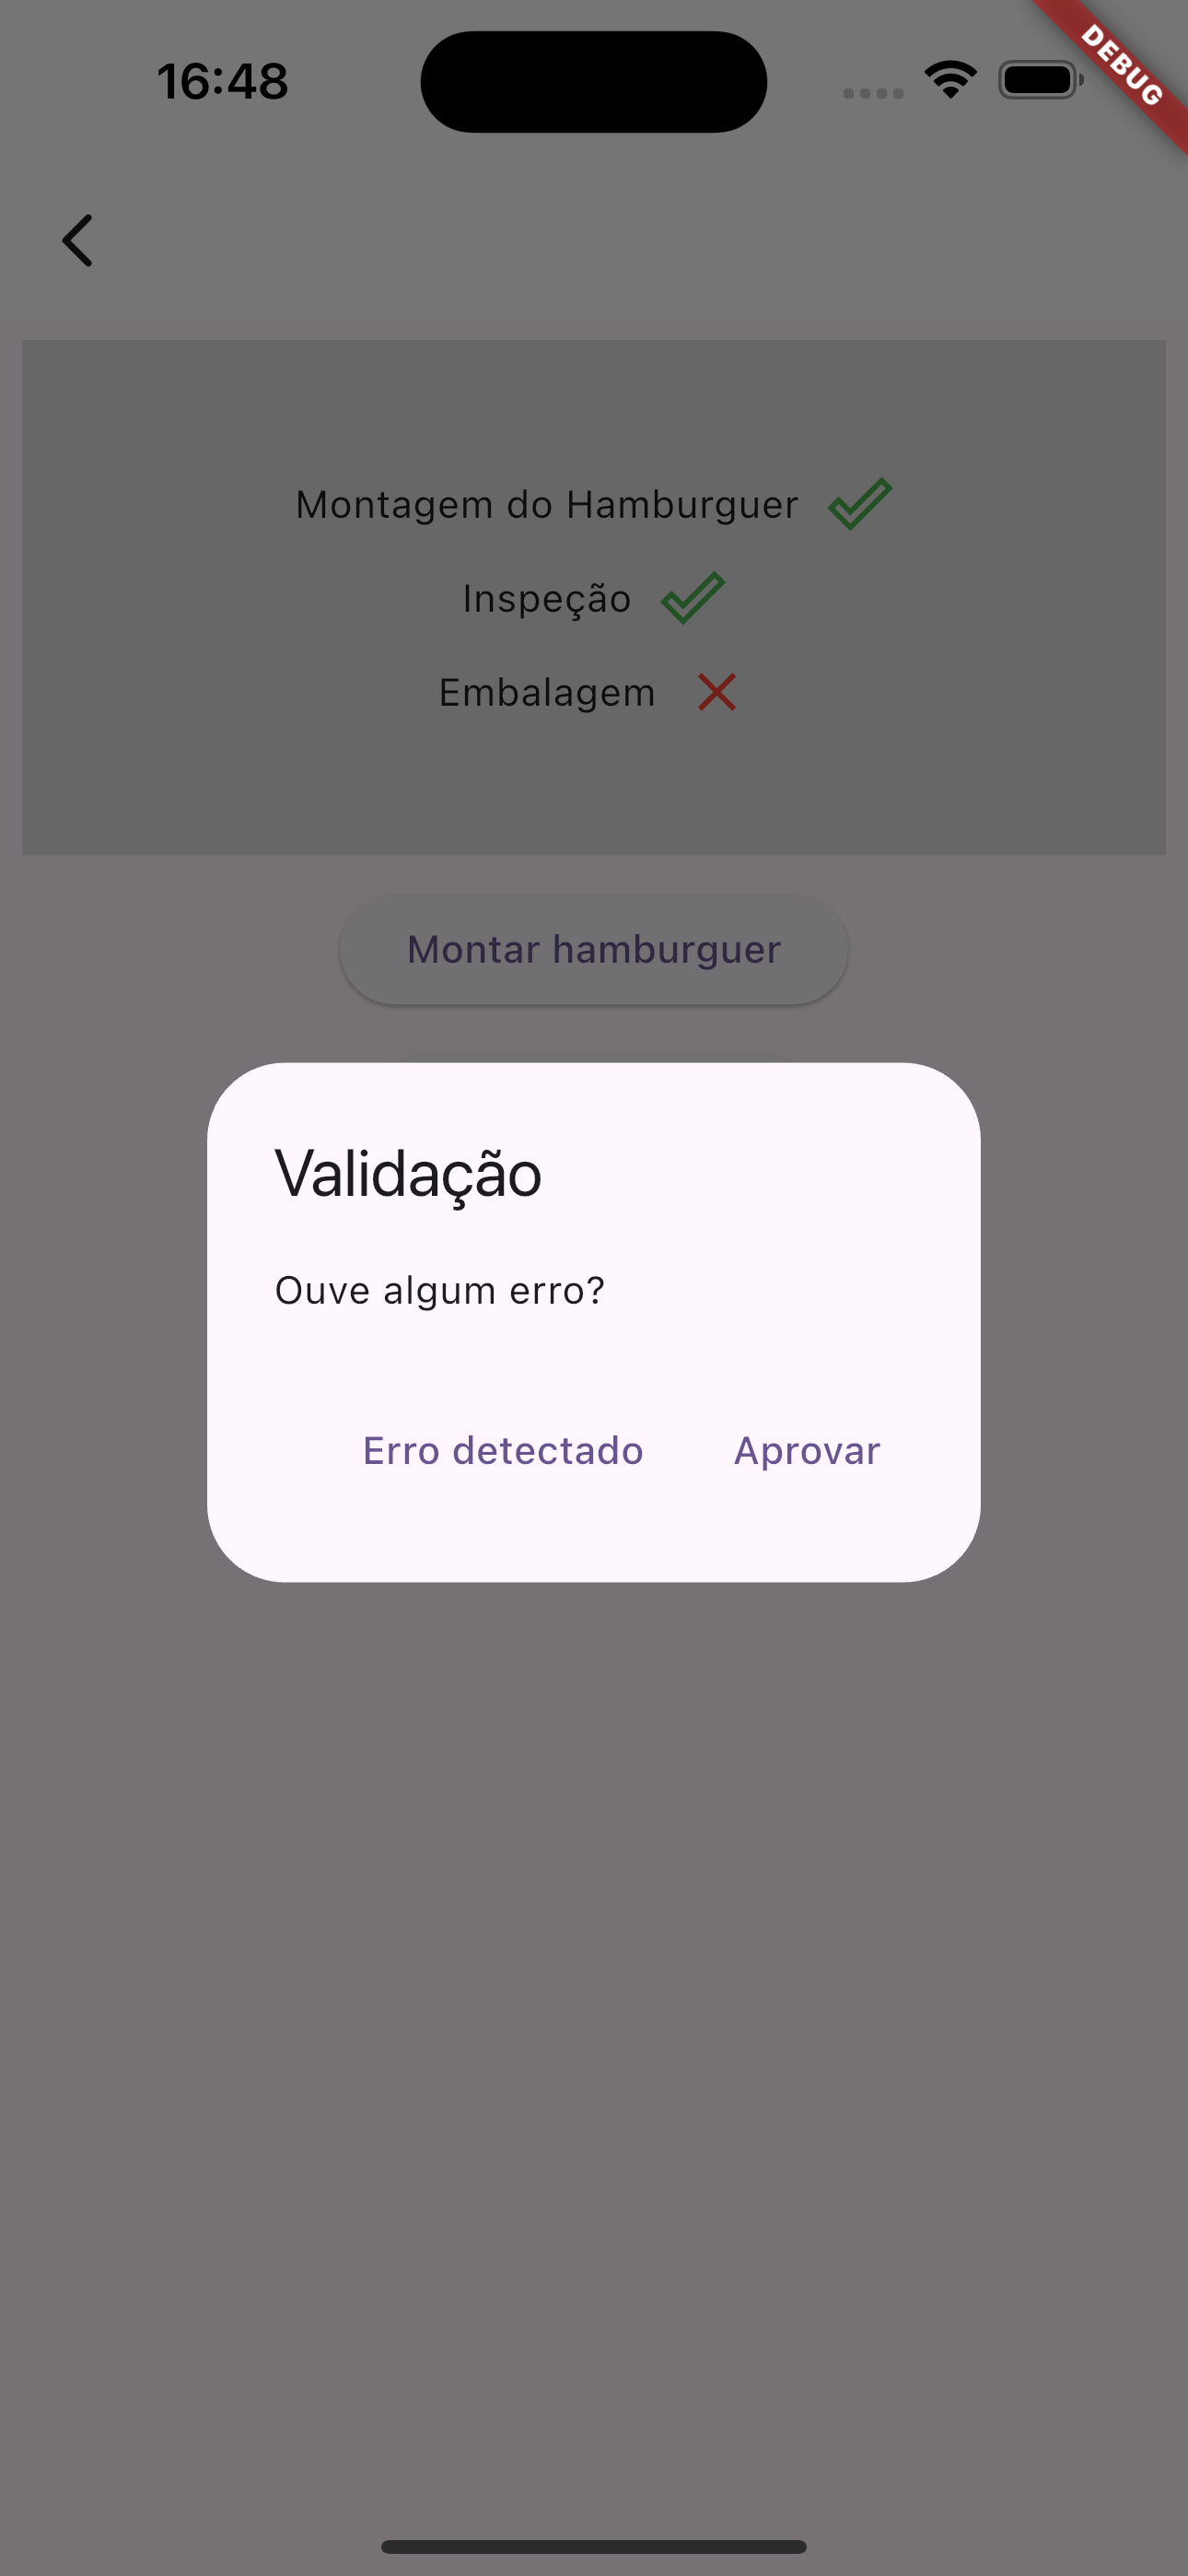 16:48
DEBUG
Montagem do Hamburguer
Inspeção
Embalagem
Montar hamburguer
Validação
Ouve algum erro?
Erro detectado Aprovar